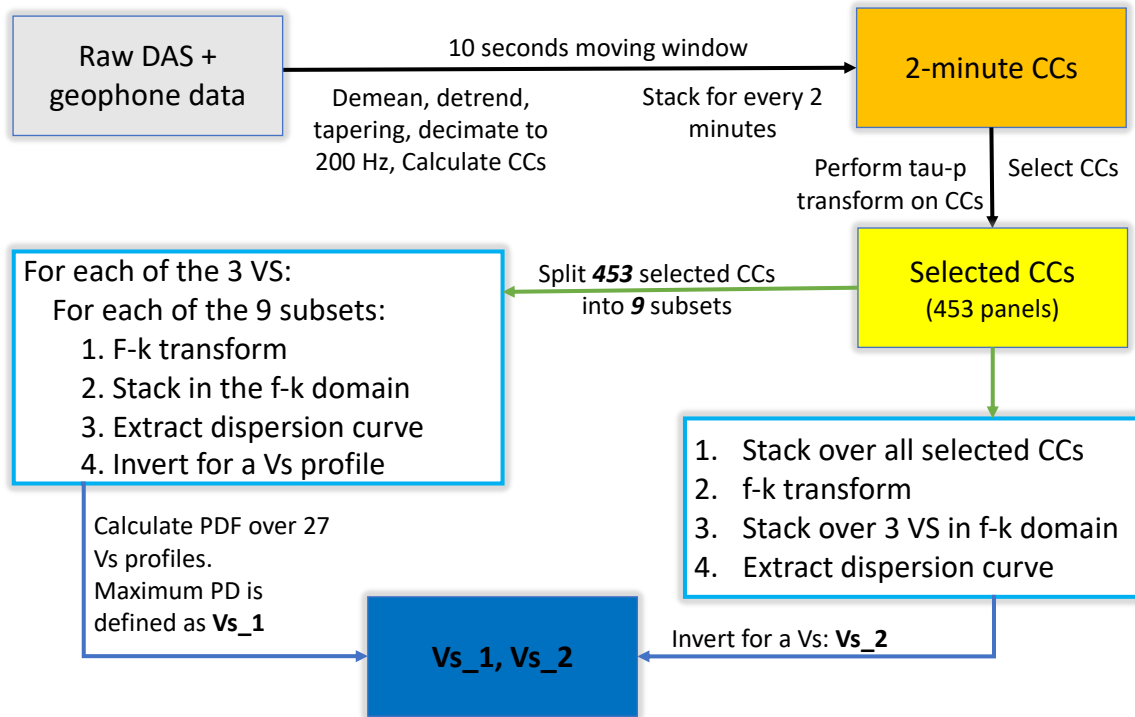 Raw DAS +
geophone data
10 seconds moving window
Demean, detrend,
tapering, decimate to
200 Hz, Calculate CCs
Stack for every 2
minutes
2-minute CCs
Perform tau-p
transform on CCs
Select CCs
Selected CCs
(453 panels)
Split 453 selected CCs
into 9 subsets
For each of the 3 VS:
For each of the 9 subsets:
1. F-k transform
2. Stack in the f-k domain
3. Extract dispersion curve
4. Invert for a Vs profile
1. Stack over all selected CCs
2. f-k transform
3. Stack over 3 VS in f-k domain
4. Extract dispersion curve
Calculate PDF over 27
Vs profiles.
Maximum PD is
defined as Vs_1
Invert for a Vs: Vs_2
Vs_1, Vs_2